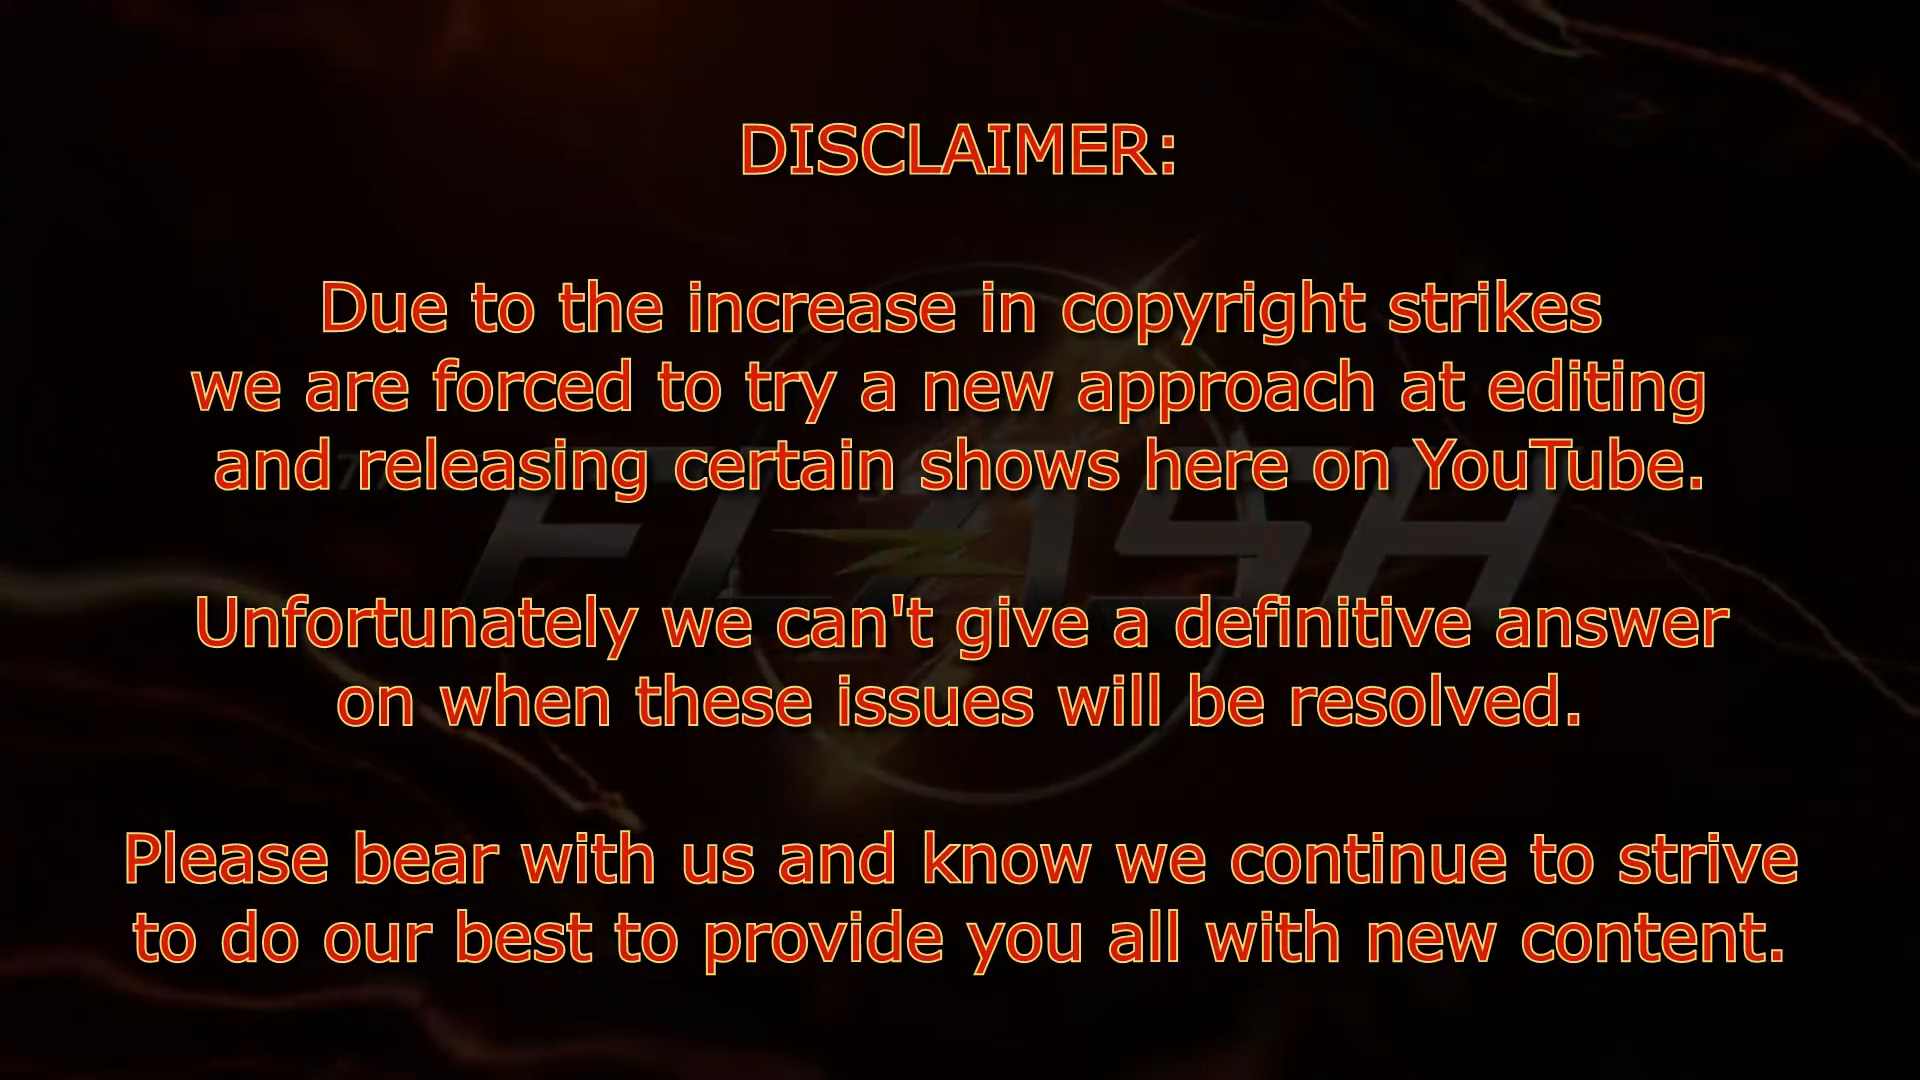 DISCLAIMER:
Due to the increase in copyright strikes
we are forced to try a new approach at editing
and releasing certain shows here on YouTube.
THE FLASH
Unfortunately we can't give a definitive answer
on when these issues will be resolved.
Please bear with us and know we continue to strive
to do our best to provide you all with new content.